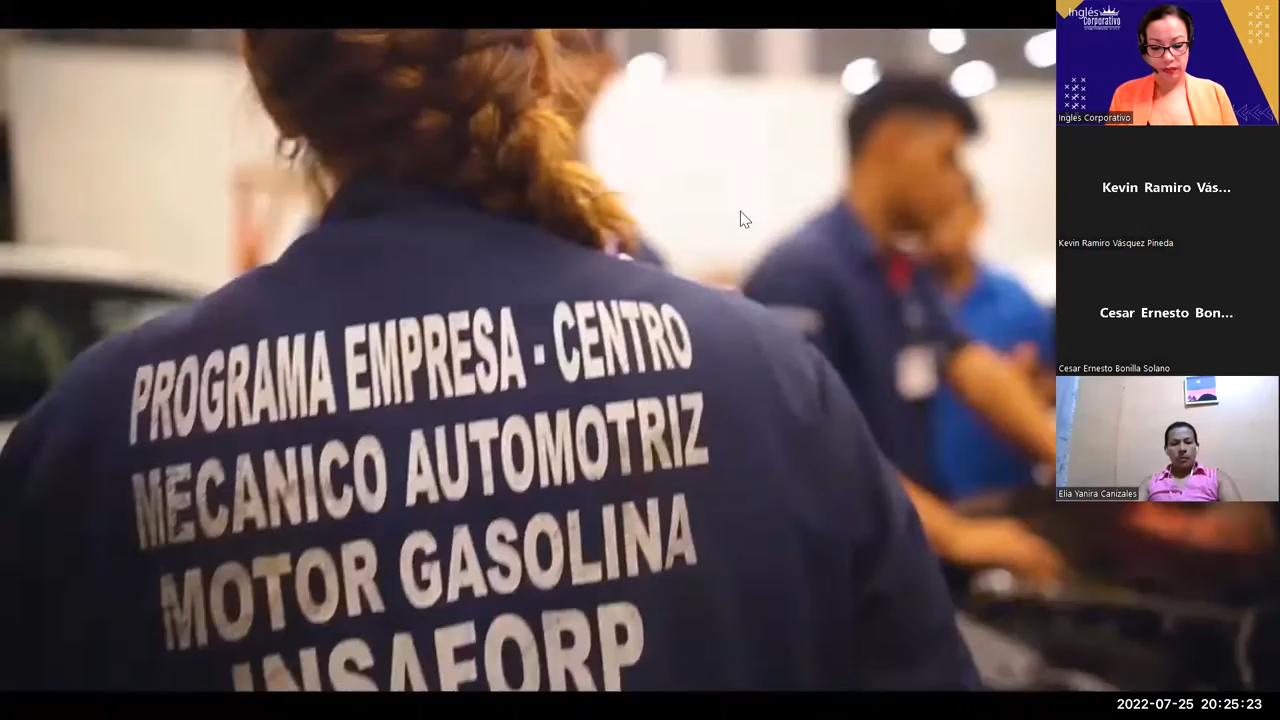 PROGRAMA EMPRESA - CENTRO
MECANICO AUTOMOTRIZ
MOTOR GASOLINA
INSAFORP
Inglés
Corporativo
Inglés Corporativo
Kevin Ramiro Vás...
Kevin Ramiro Vásquez Pineda
Cesar Ernesto Bon...
Cesar Ernesto Bonilla Solano
Elia Yanira Canizales
2022-07-25 20:25:23